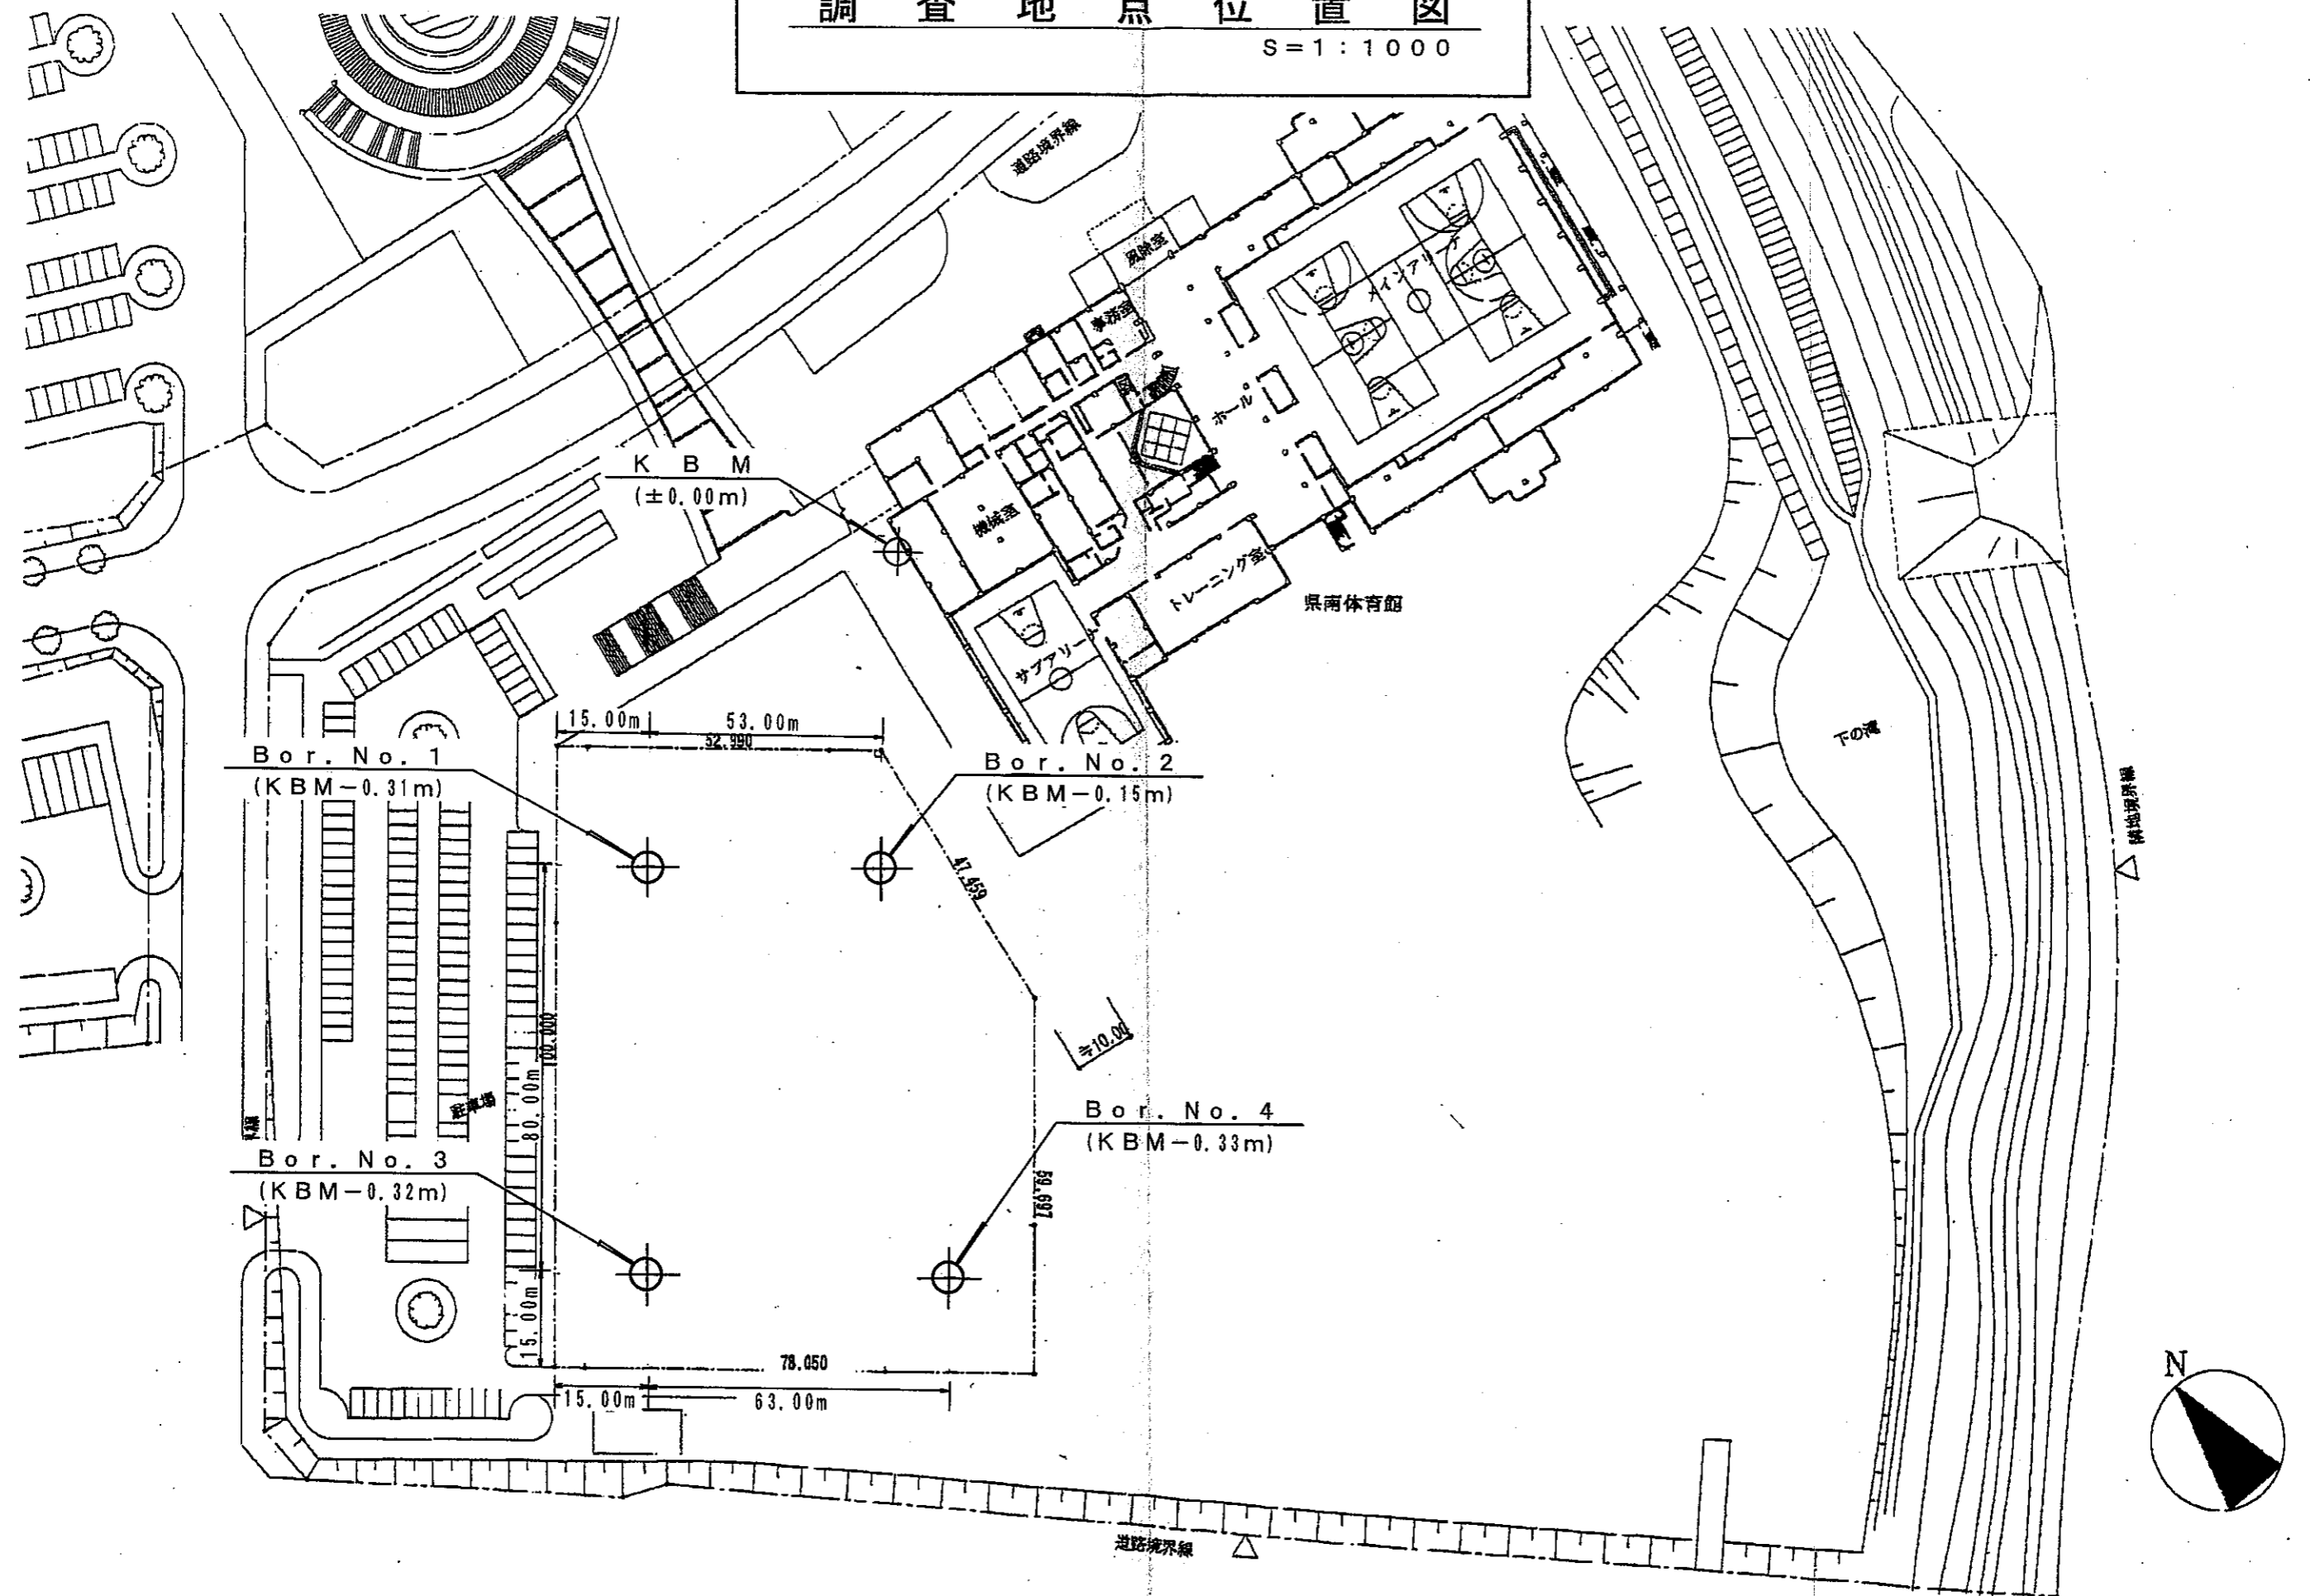 調査地点位置図
S=1:1000
道路境界線
風除室
メインアリーナ
事務室
ホール
KBM
(±0.00m)
機械室
トレーニング室
県南体育館
サブアリー
15.00m
53.00m
52.990
Bor. No. 1
(KBM-0.31m)
Bor. No. 2
(KBM-0.15m)
下の滝
47.459
100.000
≒10.00
80.00m
駐車場
Bor. No. 4
(KBM-0.33m)
Bor. No. 3
(KBM-0.32m)
59.697
15.00m
78.050
15.00m
63.00m
N
道路境界線